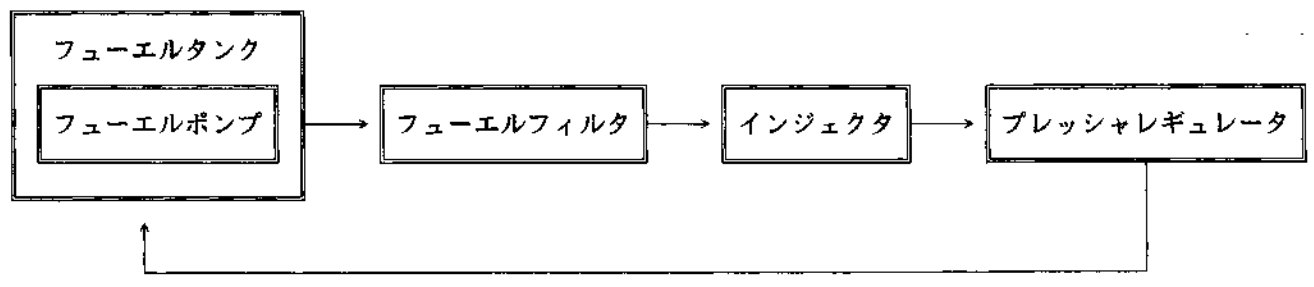 フューエルタンク
フューエルポンプ
フューエルフィルタ
インジェクタ
プレッシャレギュレータ